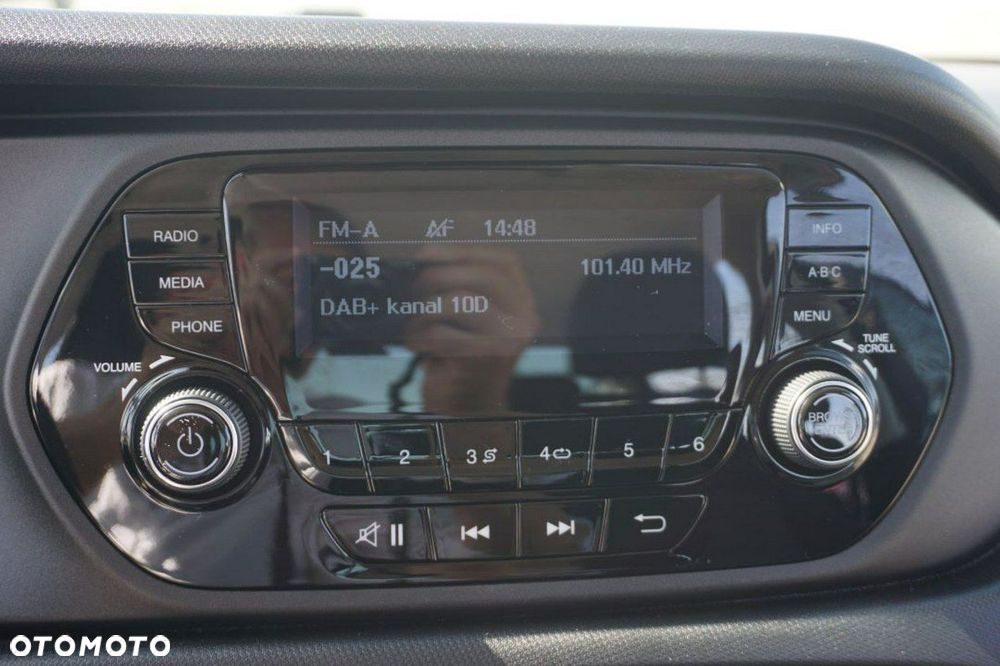 FM-A AF 14:48
-025 101.40 MHz
DAB+ kanal 10D
RADIO
MEDIA
PHONE
VOLUME
INFO
A·B·C
MENU
TUNE
SCROLL
1 2 3 4 5 6
OTOMOTO